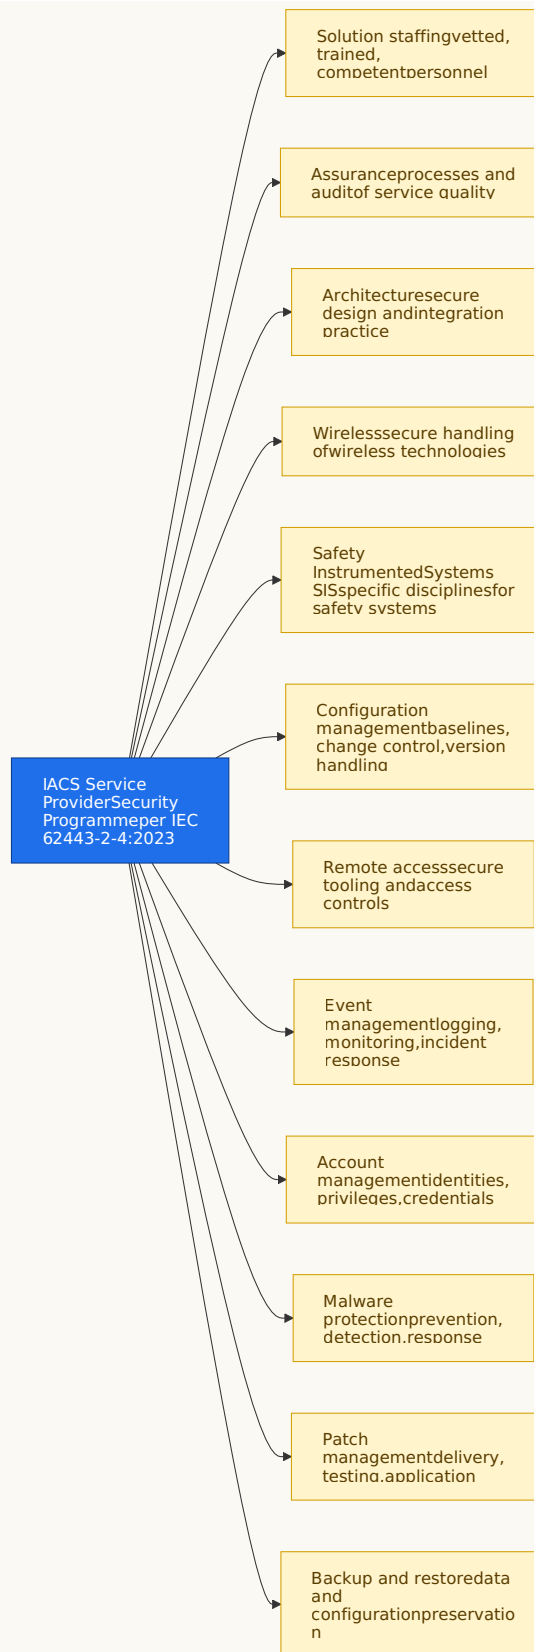 Solution staffingvetted,
trained,
competentpersonnel
Assuranceprocesses and
auditof service quality
Architecturesecure
design andintegration
practice
Wirelesssecure handling
ofwireless technologies
Safety
InstrumentedSystems
SISspecific disciplinesfor
safety systems
Configuration
managementbaselines,
change control,version
handling
IACS Service
ProviderSecurity
Programmeper IEC
62443-2-4:2023
Remote accesssecure
tooling andaccess
controls
Event
managementlogging,
monitoring,incident
response
Account
managementidentities,
privileges,credentials
Malware
protectionprevention,
detection,response
Patch
managementdelivery,
testing,application
Backup and restoredata
and
configurationpreservatio
n